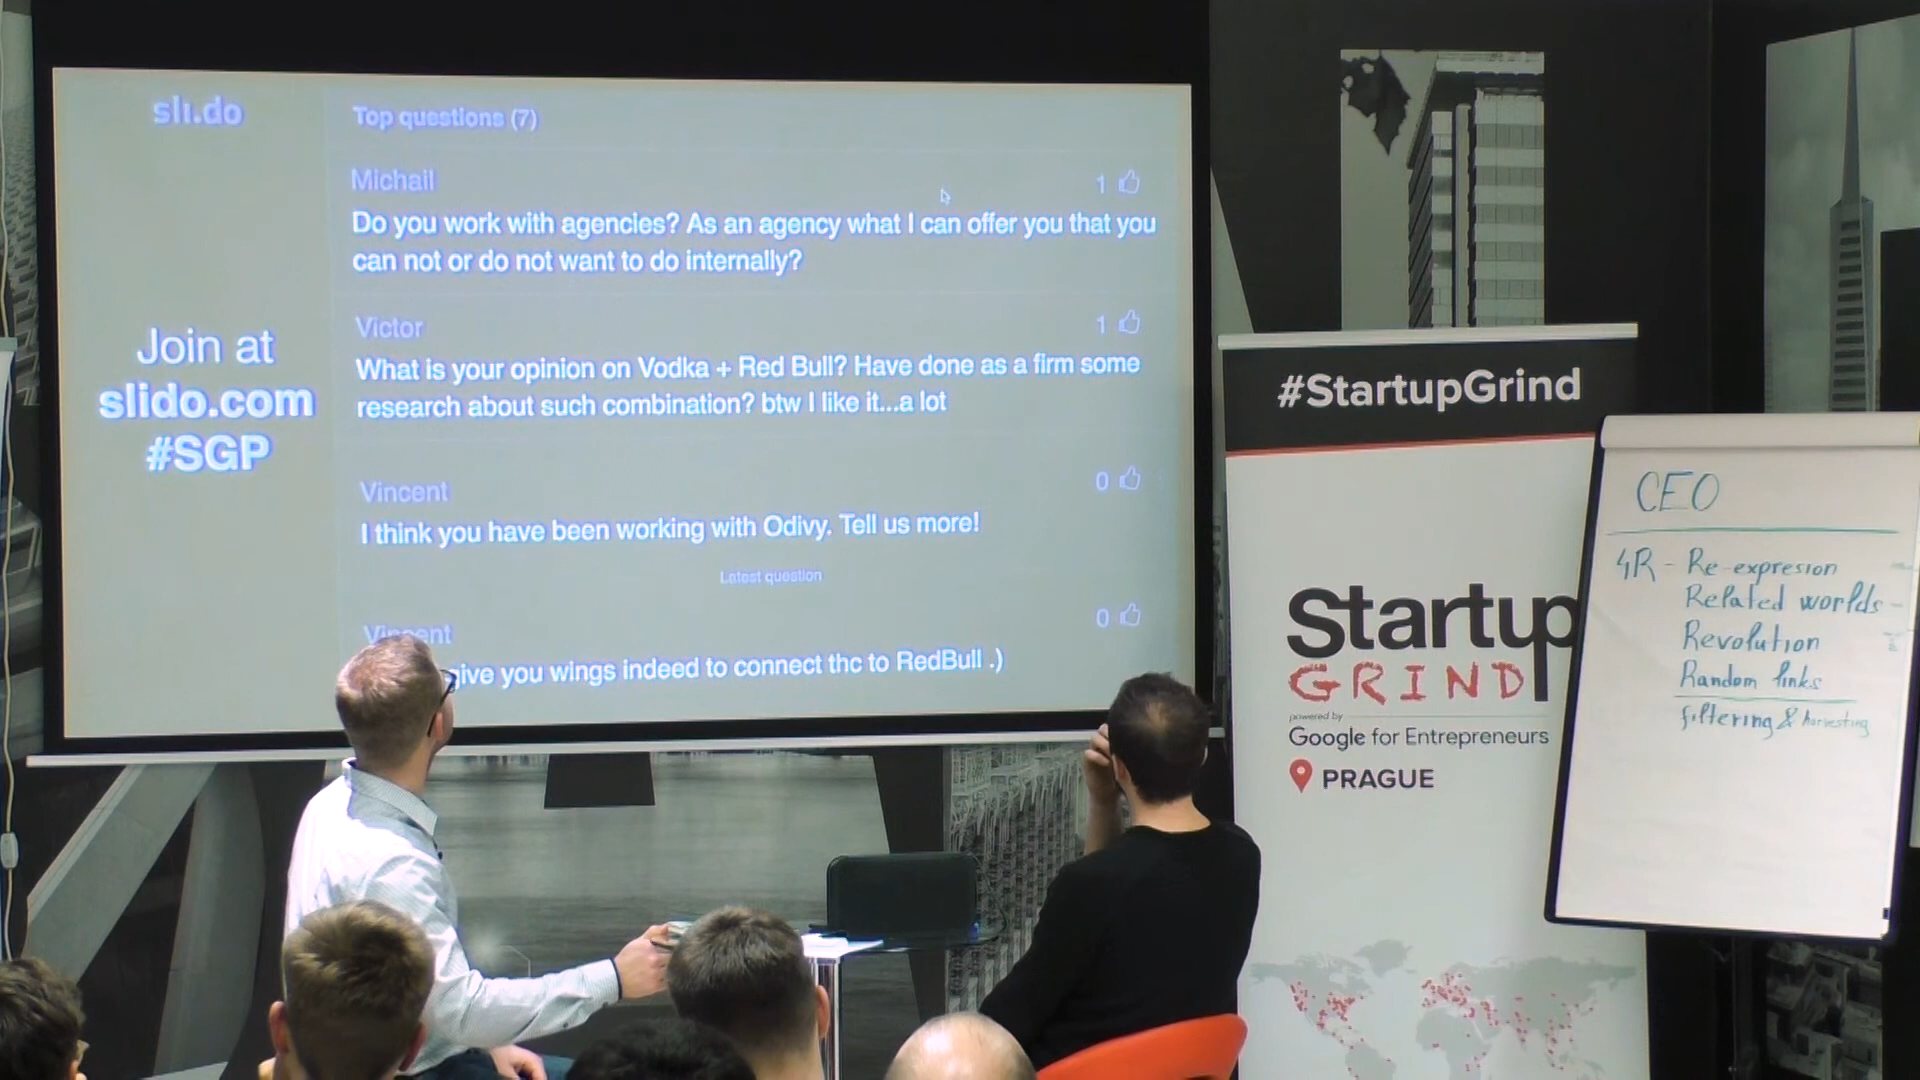 sli.do
Join at
slido.com
#SGP
Top questions (7)
Michail
1
Do you work with agencies? As an agency what I can offer you that you
can not or do not want to do internally?
Victor
1
What is your opinion on Vodka + Red Bull? Have done as a firm some
research about such combination? btw I like it...a lot
Vincent
0
I think you have been working with Odivy. Tell us more!
Latest question
Vincent
0
give you wings indeed to connect thc to RedBull .)
#StartupGrind
Startup
GRIND
powered by
Google for Entrepreneurs
PRAGUE
CEO
4R - Re-expresion
Related worlds
Revolution
Random links
filtering & harvesting